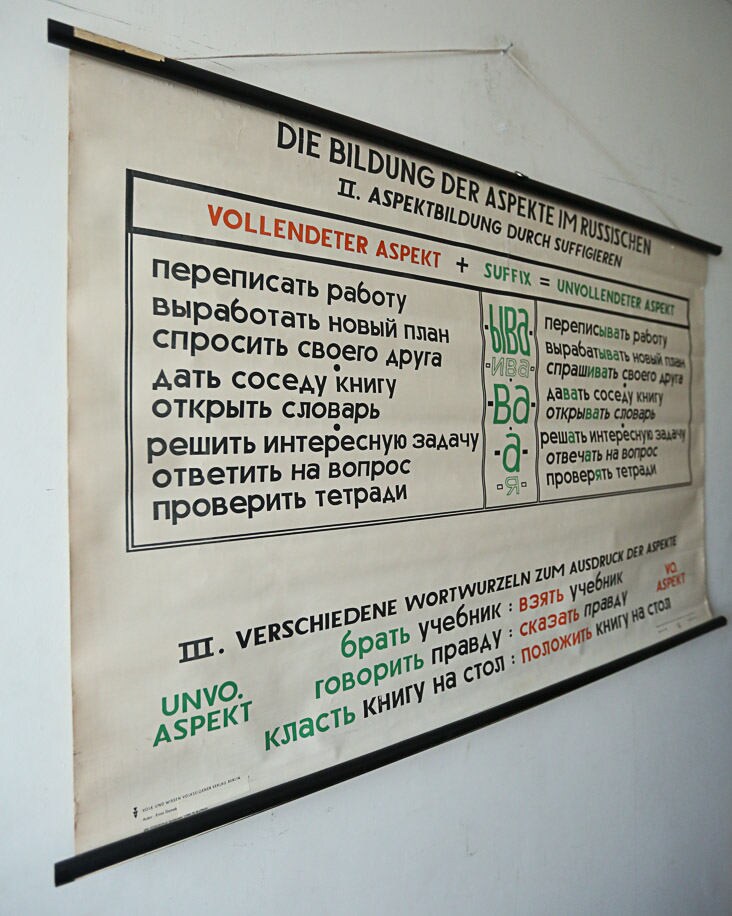 DIE BILDUNG DER ASPEKTE IM RUSSISCHEN
II. ASPEKTBILDUNG DURCH SUFFIGIEREN
VOLLENDETER ASPEKT + SUFFIX = UNVOLLENDETER ASPEKT
переписать работу
выработать новый план
спросить своего друга
дать соседу книгу
открыть словарь
решить интересную задачу
ответить на вопрос
проверить тетради
-ыва-
-ива-
-ва-
-а-
-я-
переписывать работу
вырабатывать новый план
спрашивать своего друга
давать соседу книгу
открывать словарь
решать интересную задачу
отвечать на вопрос
проверять тетради
III. VERSCHIEDENE WORTWURZELN ZUM AUSDRUCK DER ASPEKTE
UNVO.
ASPEKT
брать учебник : взять учебник
говорить правду : сказать правду
класть книгу на стол : положить книгу на стол
VO.
ASPEKT
VOLK UND WISSEN VOLKSEIGENER VERLAG BERLIN